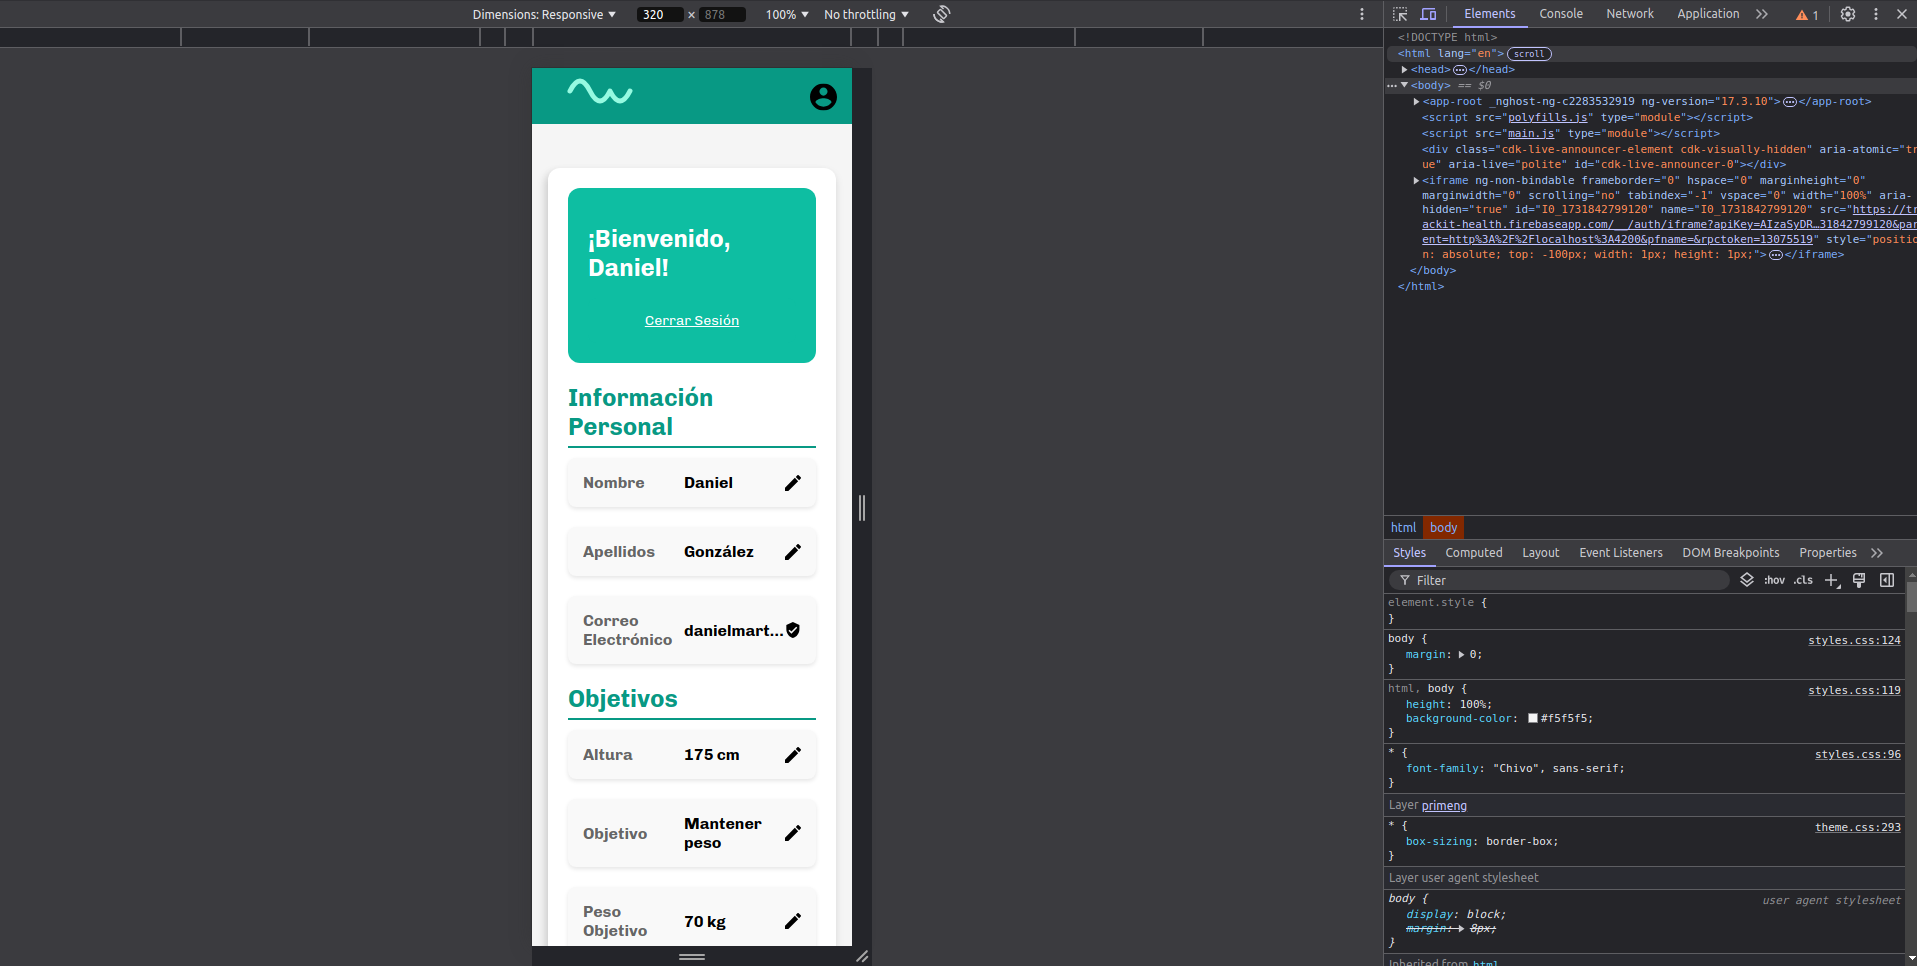 Dimensions: Responsive 320 × 878 100% No throttling
Elements Console Network Application 1
¡Bienvenido,
Daniel!
Cerrar Sesión
Información
Personal
Nombre Daniel
Apellidos González
Correo
Electrónico danielmart...
Objetivos
Altura 175 cm
Objetivo Mantener
peso
Peso
Objetivo 70 kg
<!DOCTYPE html>
<html lang="en"> scroll
<head> ••• </head>
••• <body> == $0
<app-root _nghost-ng-c2283532919 ng-version="17.3.10"> ••• </app-root>
<script src="polyfills.js" type="module"></script>
<script src="main.js" type="module"></script>
<div class="cdk-live-announcer-element cdk-visually-hidden" aria-atomic="tr
ue" aria-live="polite" id="cdk-live-announcer-0"></div>
<iframe ng-non-bindable frameborder="0" hspace="0" marginheight="0"
marginwidth="0" scrolling="no" tabindex="-1" vspace="0" width="100%" aria-
hidden="true" id="I0_1731842799120" name="I0_1731842799120" src="https://tr
ackit-health.firebaseapp.com/__/auth/iframe?apiKey=AIzaSyDR…31842799120&par
ent=http%3A%2F%2Flocalhost%3A4200&pfname=&rpctoken=13075519" style="positio
n: absolute; top: -100px; width: 1px; height: 1px;"> ••• </iframe>
</body>
</html>
html body
Styles Computed Layout Event Listeners DOM Breakpoints Properties
Filter :hov .cls
element.style {
}
body { styles.css:124
margin: 0;
}
html, body { styles.css:119
height: 100%;
background-color: #f5f5f5;
}
* { styles.css:96
font-family: "Chivo", sans-serif;
}
Layer primeng
* { theme.css:293
box-sizing: border-box;
}
Layer user agent stylesheet
body { user agent stylesheet
display: block;
margin: 8px;
}
Inherited from html